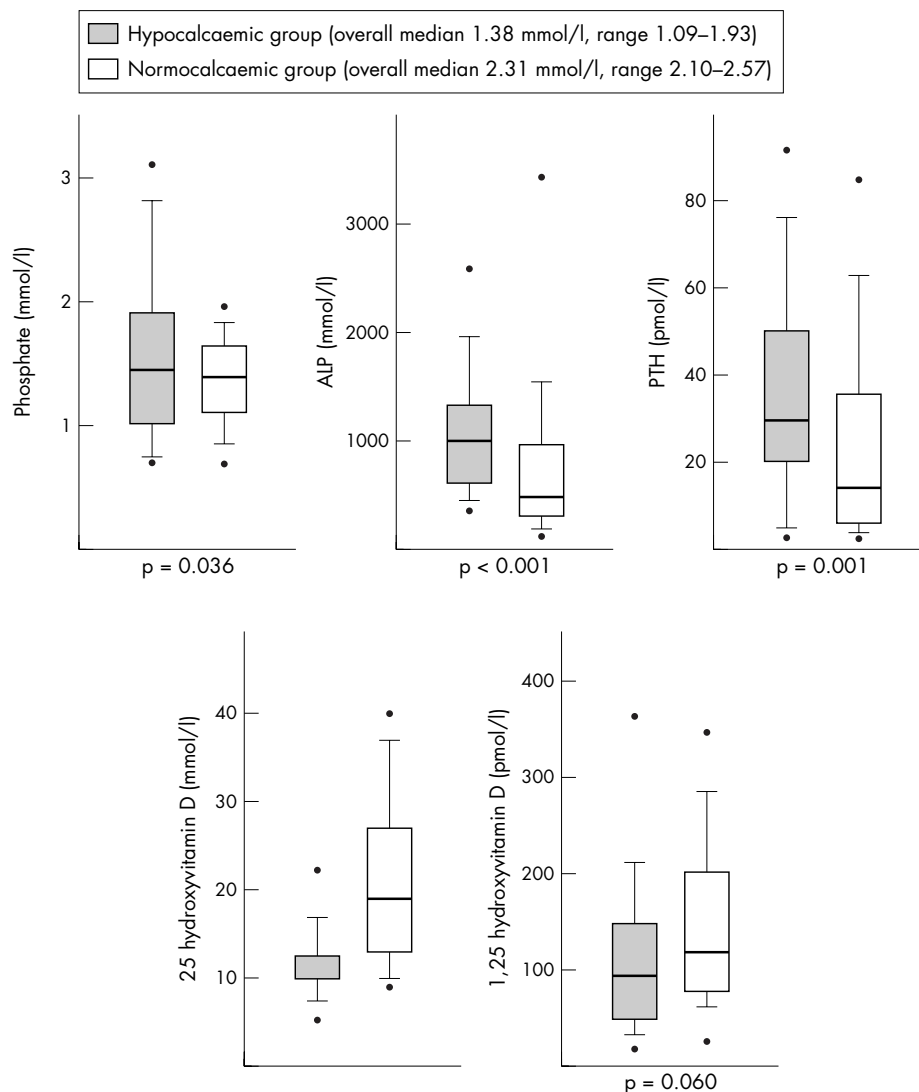 Hypocalcaemic group (overall median 1.38 mmol/l, range 1.09–1.93)
Normocalcaemic group (overall median 2.31 mmol/l, range 2.10–2.57)
Phosphate (mmol/l)
3
2
1
p = 0.036
ALP (mmol/l)
3000
2000
1000
p < 0.001
PTH (pmol/l)
80
60
40
20
p = 0.001
25 hydroxyvitamin D (mmol/l)
40
30
20
10
1,25 hydroxyvitamin D (pmol/l)
400
300
200
100
p = 0.060